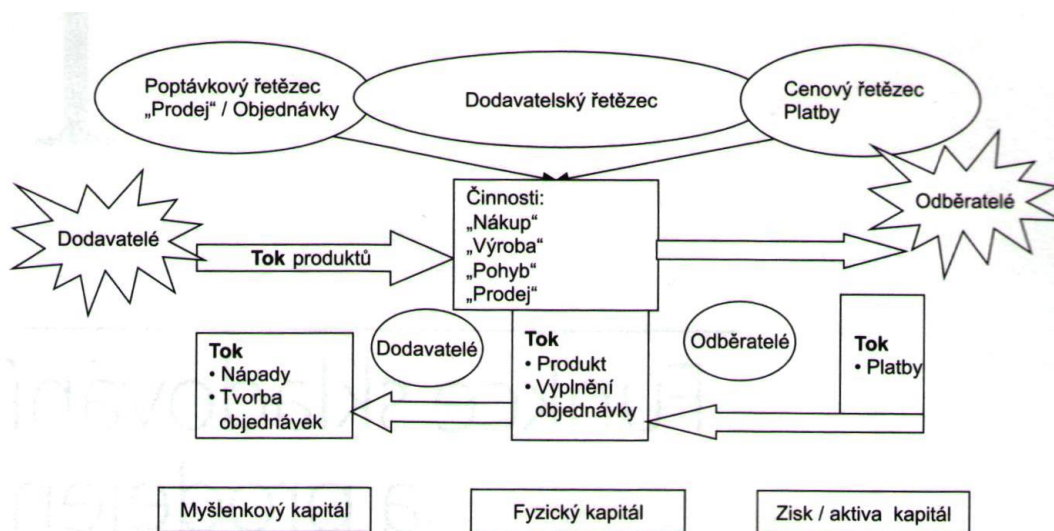 Poptávkový řetězec
„Prodej“ / Objednávky
Dodavatelský řetězec
Cenový řetězec
Platby
Dodavatelé
Tok produktů
Činnosti:
„Nákup“
„Výroba“
„Pohyb“
„Prodej“
Odběratelé
Tok
• Nápady
• Tvorba
objednávek
Dodavatelé
Tok
• Produkt
• Vyplnění
objednávky
Odběratelé
Tok
• Platby
Myšlenkový kapitál
Fyzický kapitál
Zisk / aktiva kapitál